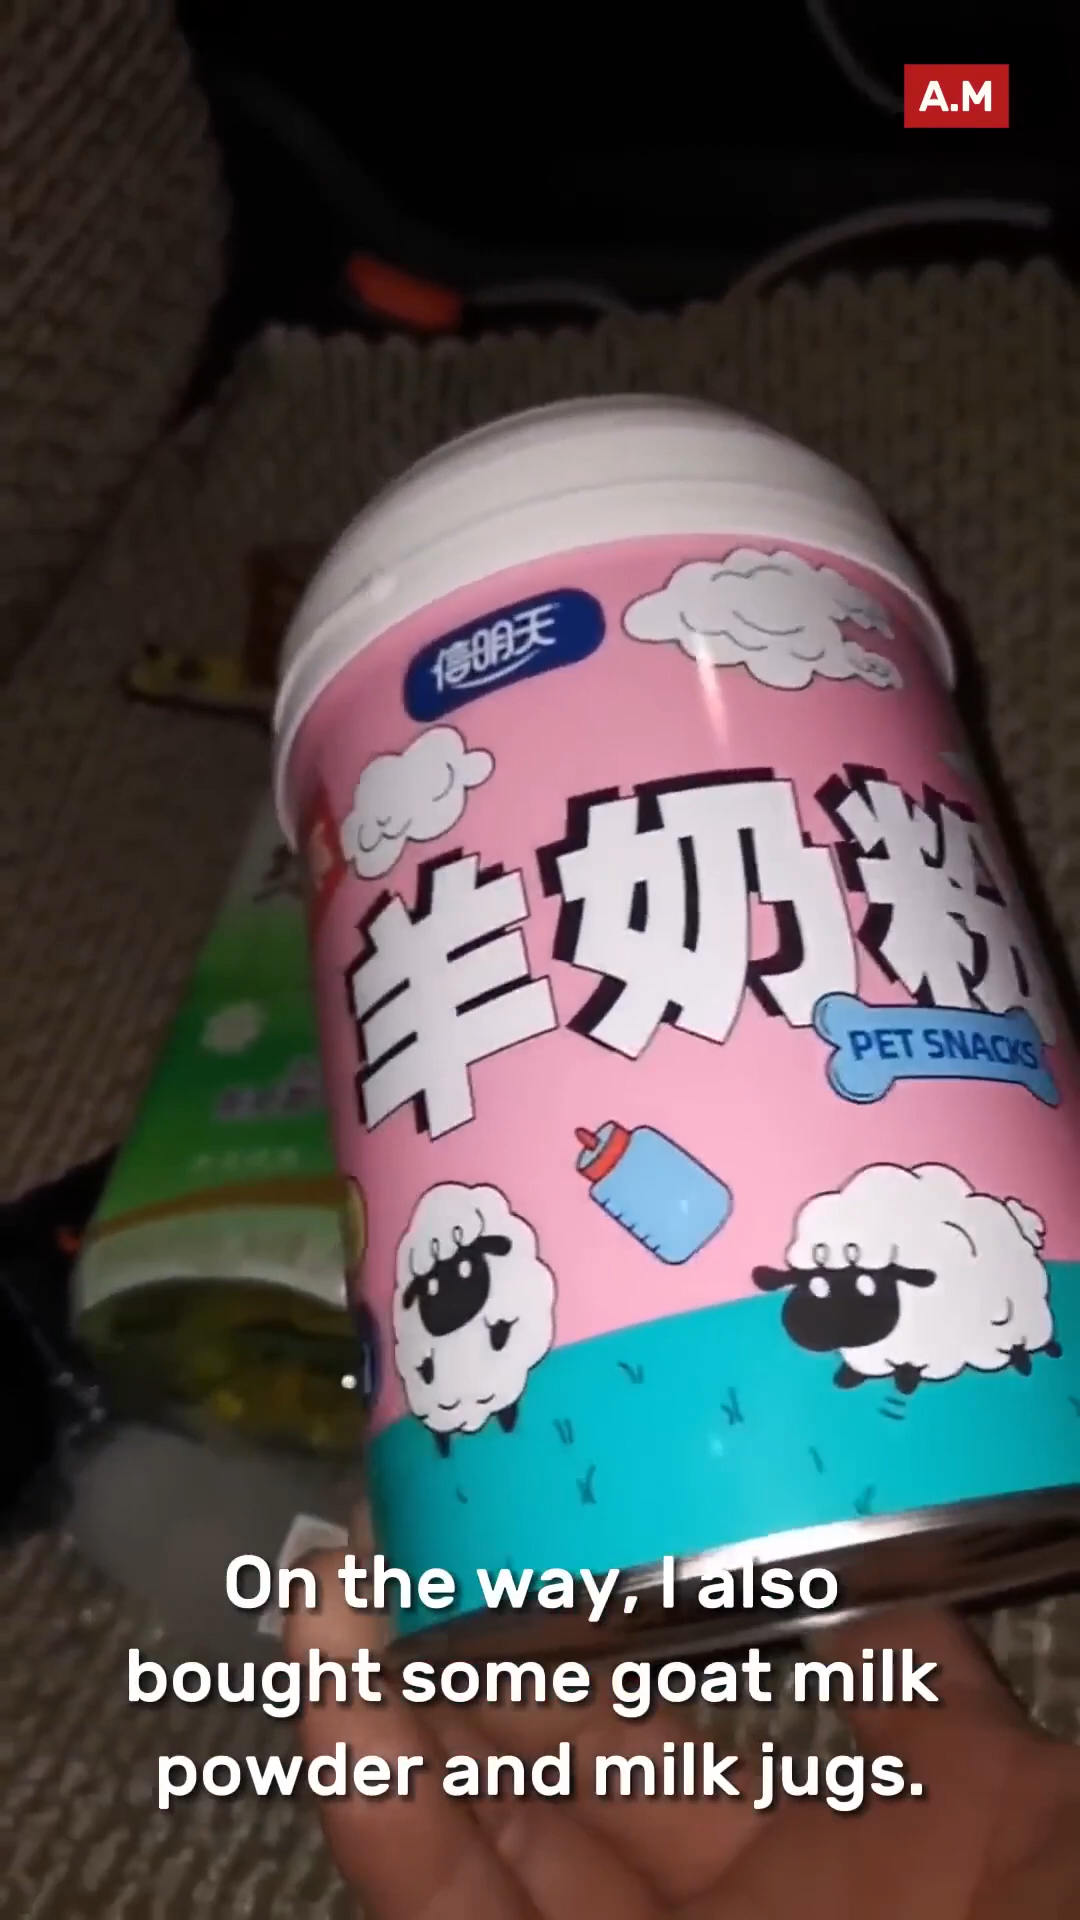 A.M
倍明天
羊奶粉
PET SNACKS
On the way, I also
bought some goat milk
powder and milk jugs.